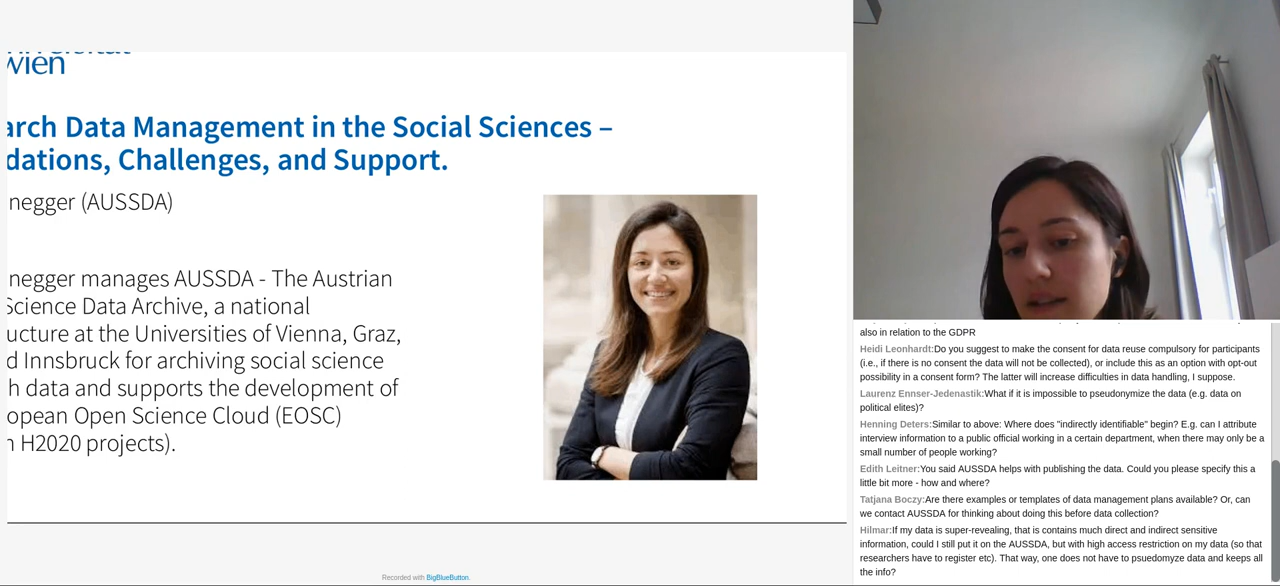 wien
arch Data Management in the Social Sciences –
dations, Challenges, and Support.
negger (AUSSDA)
negger manages AUSSDA - The Austrian
Science Data Archive, a national
ucture at the Universities of Vienna, Graz,
d Innsbruck for archiving social science
h data and supports the development of
opean Open Science Cloud (EOSC)
n H2020 projects).
Recorded with BigBlueButton.
also in relation to the GDPR
Heidi Leonhardt:Do you suggest to make the consent for data reuse compulsory for participants
(i.e., if there is no consent the data will not be collected), or include this as an option with opt-out
possibility in a consent form? The latter will increase difficulties in data handling, I suppose.
Laurenz Ennser-Jedenastik:What if it is impossible to pseudonymize the data (e.g. data on
political elites)?
Henning Deters:Similar to above: Where does "indirectly identifiable" begin? E.g. can I attribute
interview information to a public official working in a certain department, when there may only be a
small number of people working?
Edith Leitner:You said AUSSDA helps with publishing the data. Could you please specify this a
little bit more - how and where?
Tatjana Boczy:Are there examples or templates of data management plans available? Or, can
we contact AUSSDA for thinking about doing this before data collection?
Hilmar:If my data is super-revealing, that is contains much direct and indirect sensitive
information, could I still put it on the AUSSDA, but with high access restriction on my data (so that
researchers have to register etc). That way, one does not have to psuedomyze data and keeps all
the info?